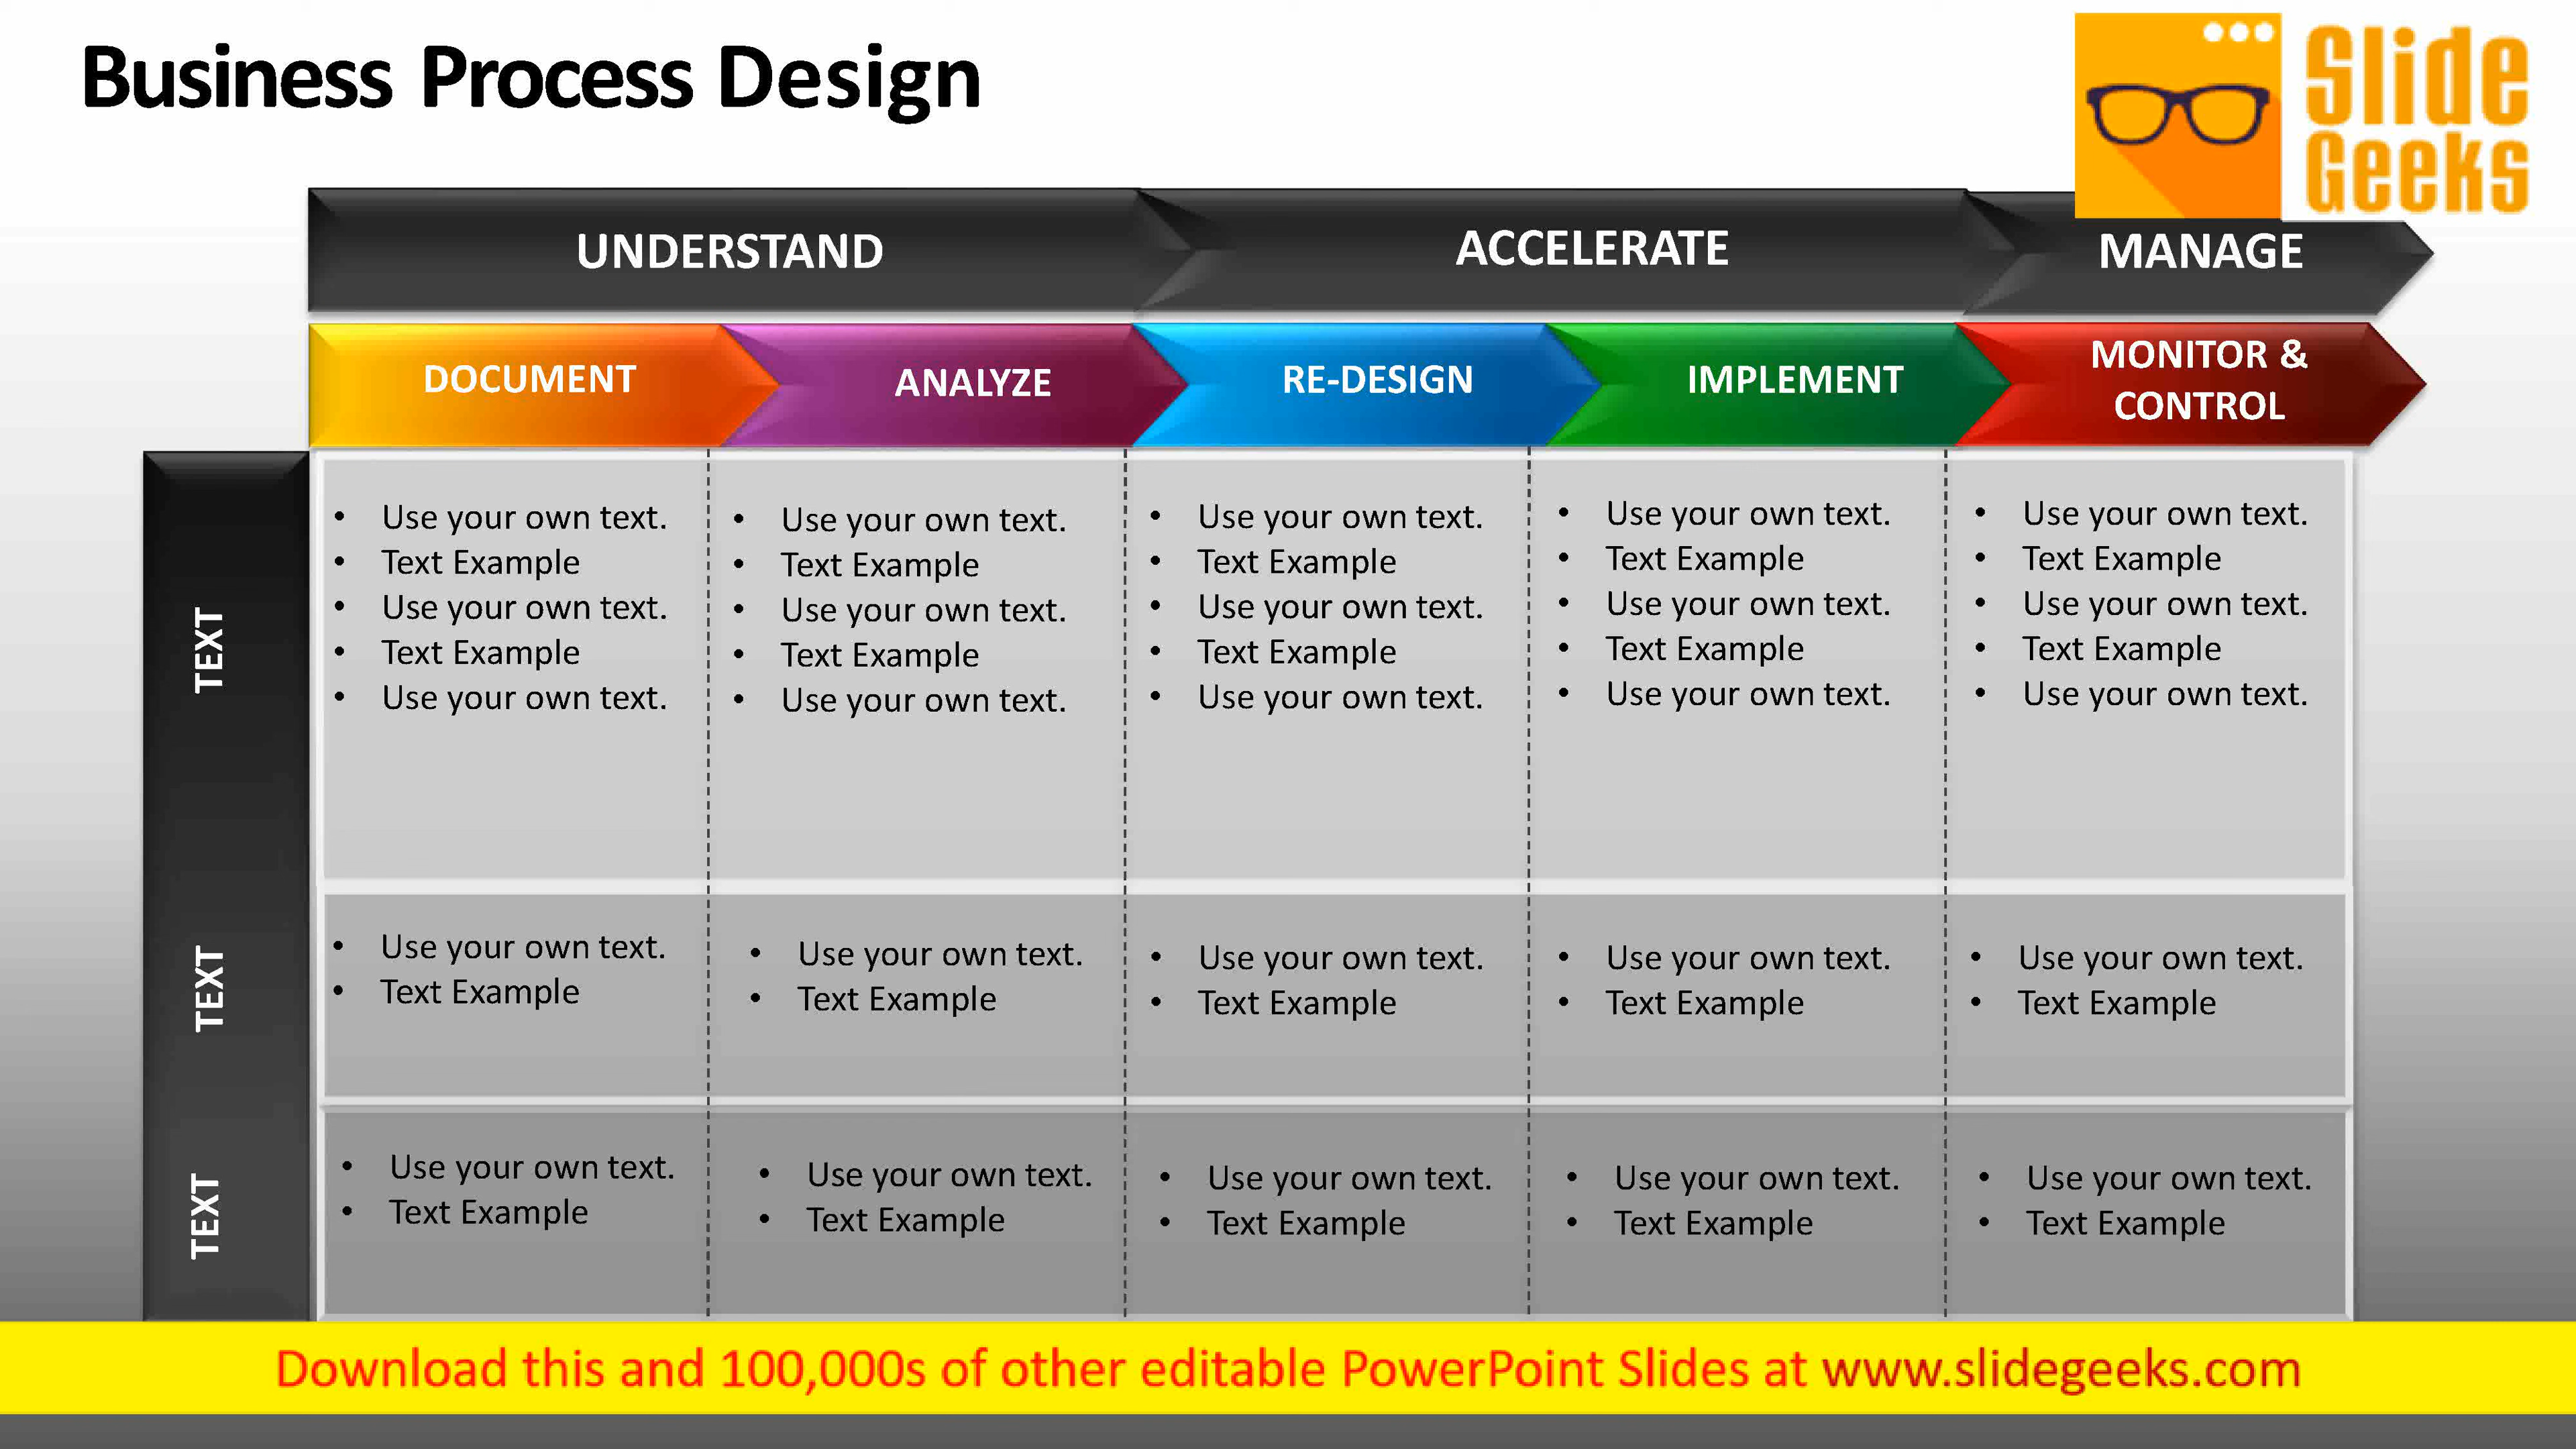 Business Process Design
Slide
Geeks
UNDERSTAND
ACCELERATE
MANAGE
DOCUMENT
ANALYZE
RE-DESIGN
IMPLEMENT
MONITOR &
CONTROL
TEXT
• Use your own text.
• Text Example
• Use your own text.
• Text Example
• Use your own text.
• Use your own text.
• Text Example
• Use your own text.
• Text Example
• Use your own text.
• Use your own text.
• Text Example
• Use your own text.
• Text Example
• Use your own text.
• Use your own text.
• Text Example
• Use your own text.
• Text Example
• Use your own text.
• Use your own text.
• Text Example
• Use your own text.
• Text Example
• Use your own text.
TEXT
• Use your own text.
• Text Example
• Use your own text.
• Text Example
• Use your own text.
• Text Example
• Use your own text.
• Text Example
• Use your own text.
• Text Example
TEXT
• Use your own text.
• Text Example
• Use your own text.
• Text Example
• Use your own text.
• Text Example
• Use your own text.
• Text Example
• Use your own text.
• Text Example
Download this and 100,000s of other editable PowerPoint Slides at www.slidegeeks.com